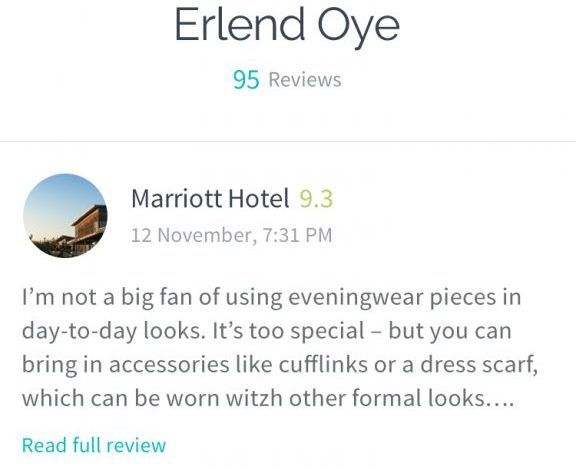 Erlend Oye
95 Reviews
Marriott Hotel 9.3
12 November, 7:31 PM
I’m not a big fan of using eveningwear pieces in
day-to-day looks. It’s too special – but you can
bring in accessories like cufflinks or a dress scarf,
which can be worn witzh other formal looks….
Read full review